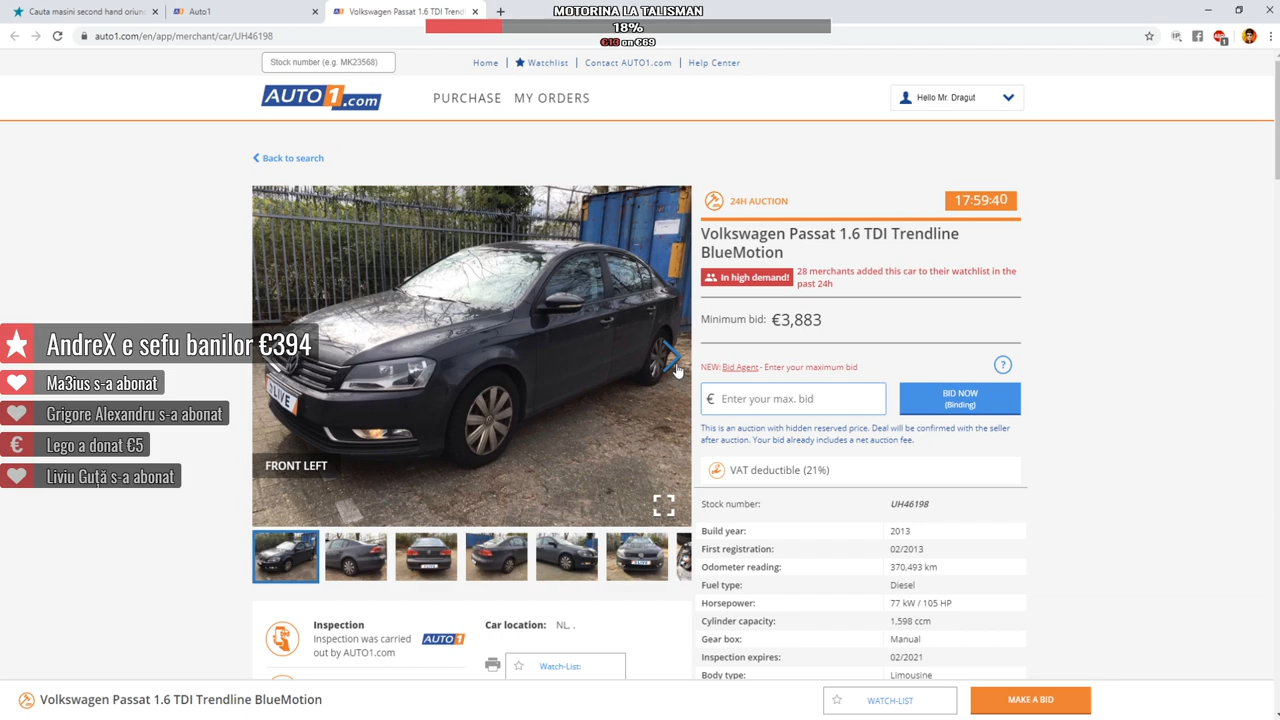 Cauta masini second hand oriun
Auto1
Volkswagen Passat 1.6 TDI Trendl
MOTORINA LA TALISMAN
18%
€13 on €69
auto1.com/en/app/merchant/car/UH46198
Stock number (e.g. MK23568)
Home | Watchlist | Contact AUTO1.com | Help Center
AUTO1.com
PURCHASE MY ORDERS
Hello Mr. Dragut
Back to search
24H AUCTION
17:59:40
Volkswagen Passat 1.6 TDI Trendline
BlueMotion
In high demand!
28 merchants added this car to their watchlist in the
past 24h
Minimum bid: €3,883
NEW: Bid Agent - Enter your maximum bid
?
€ Enter your max. bid
BID NOW
(Binding)
This is an auction with hidden reserved price. Deal will be confirmed with the seller
after auction. Your bid already includes a net auction fee.
VAT deductible (21%)
Stock number: UH46198
Build year: 2013
First registration: 02/2013
Odometer reading: 370,493 km
Fuel type: Diesel
Horsepower: 77 kW / 105 HP
Cylinder capacity: 1,598 ccm
Gear box: Manual
Inspection expires: 02/2021
Body type: Limousine
AndreX e sefu banilor €394
Ma3ius s-a abonat
Grigore Alexandru s-a abonat
€ Lego a donat €5
Liviu Guță s-a abonat
FRONT LEFT
Inspection
Inspection was carried
out by AUTO1.com
AUTO1
Car location: NL, .
Watch-List:
Volkswagen Passat 1.6 TDI Trendline BlueMotion
WATCH-LIST
MAKE A BID